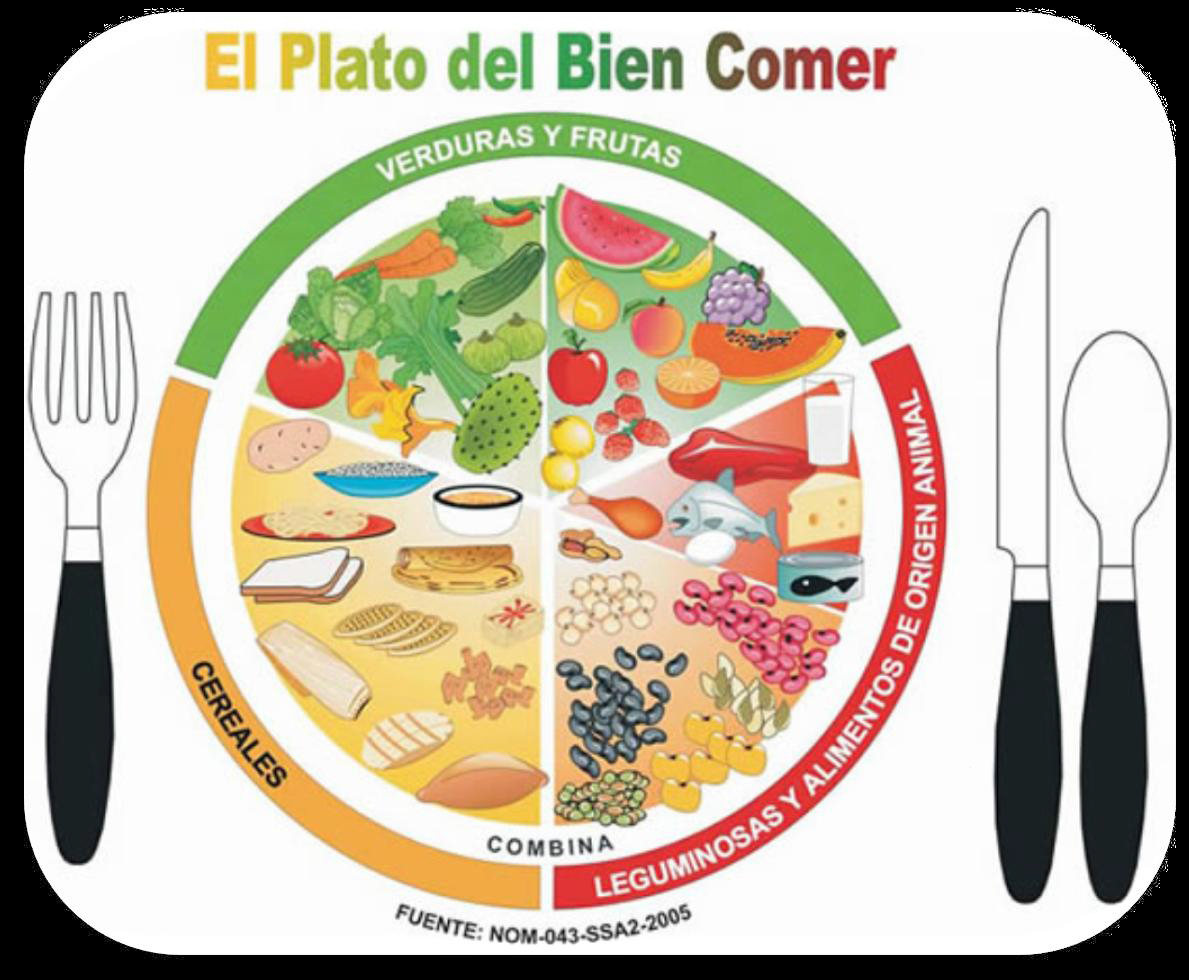 El Plato del Bien Comer
VERDURAS Y FRUTAS
CEREALES
LEGUMINOSAS Y ALIMENTOS DE ORIGEN ANIMAL
COMBINA
FUENTE: NOM-043-SSA2-2005